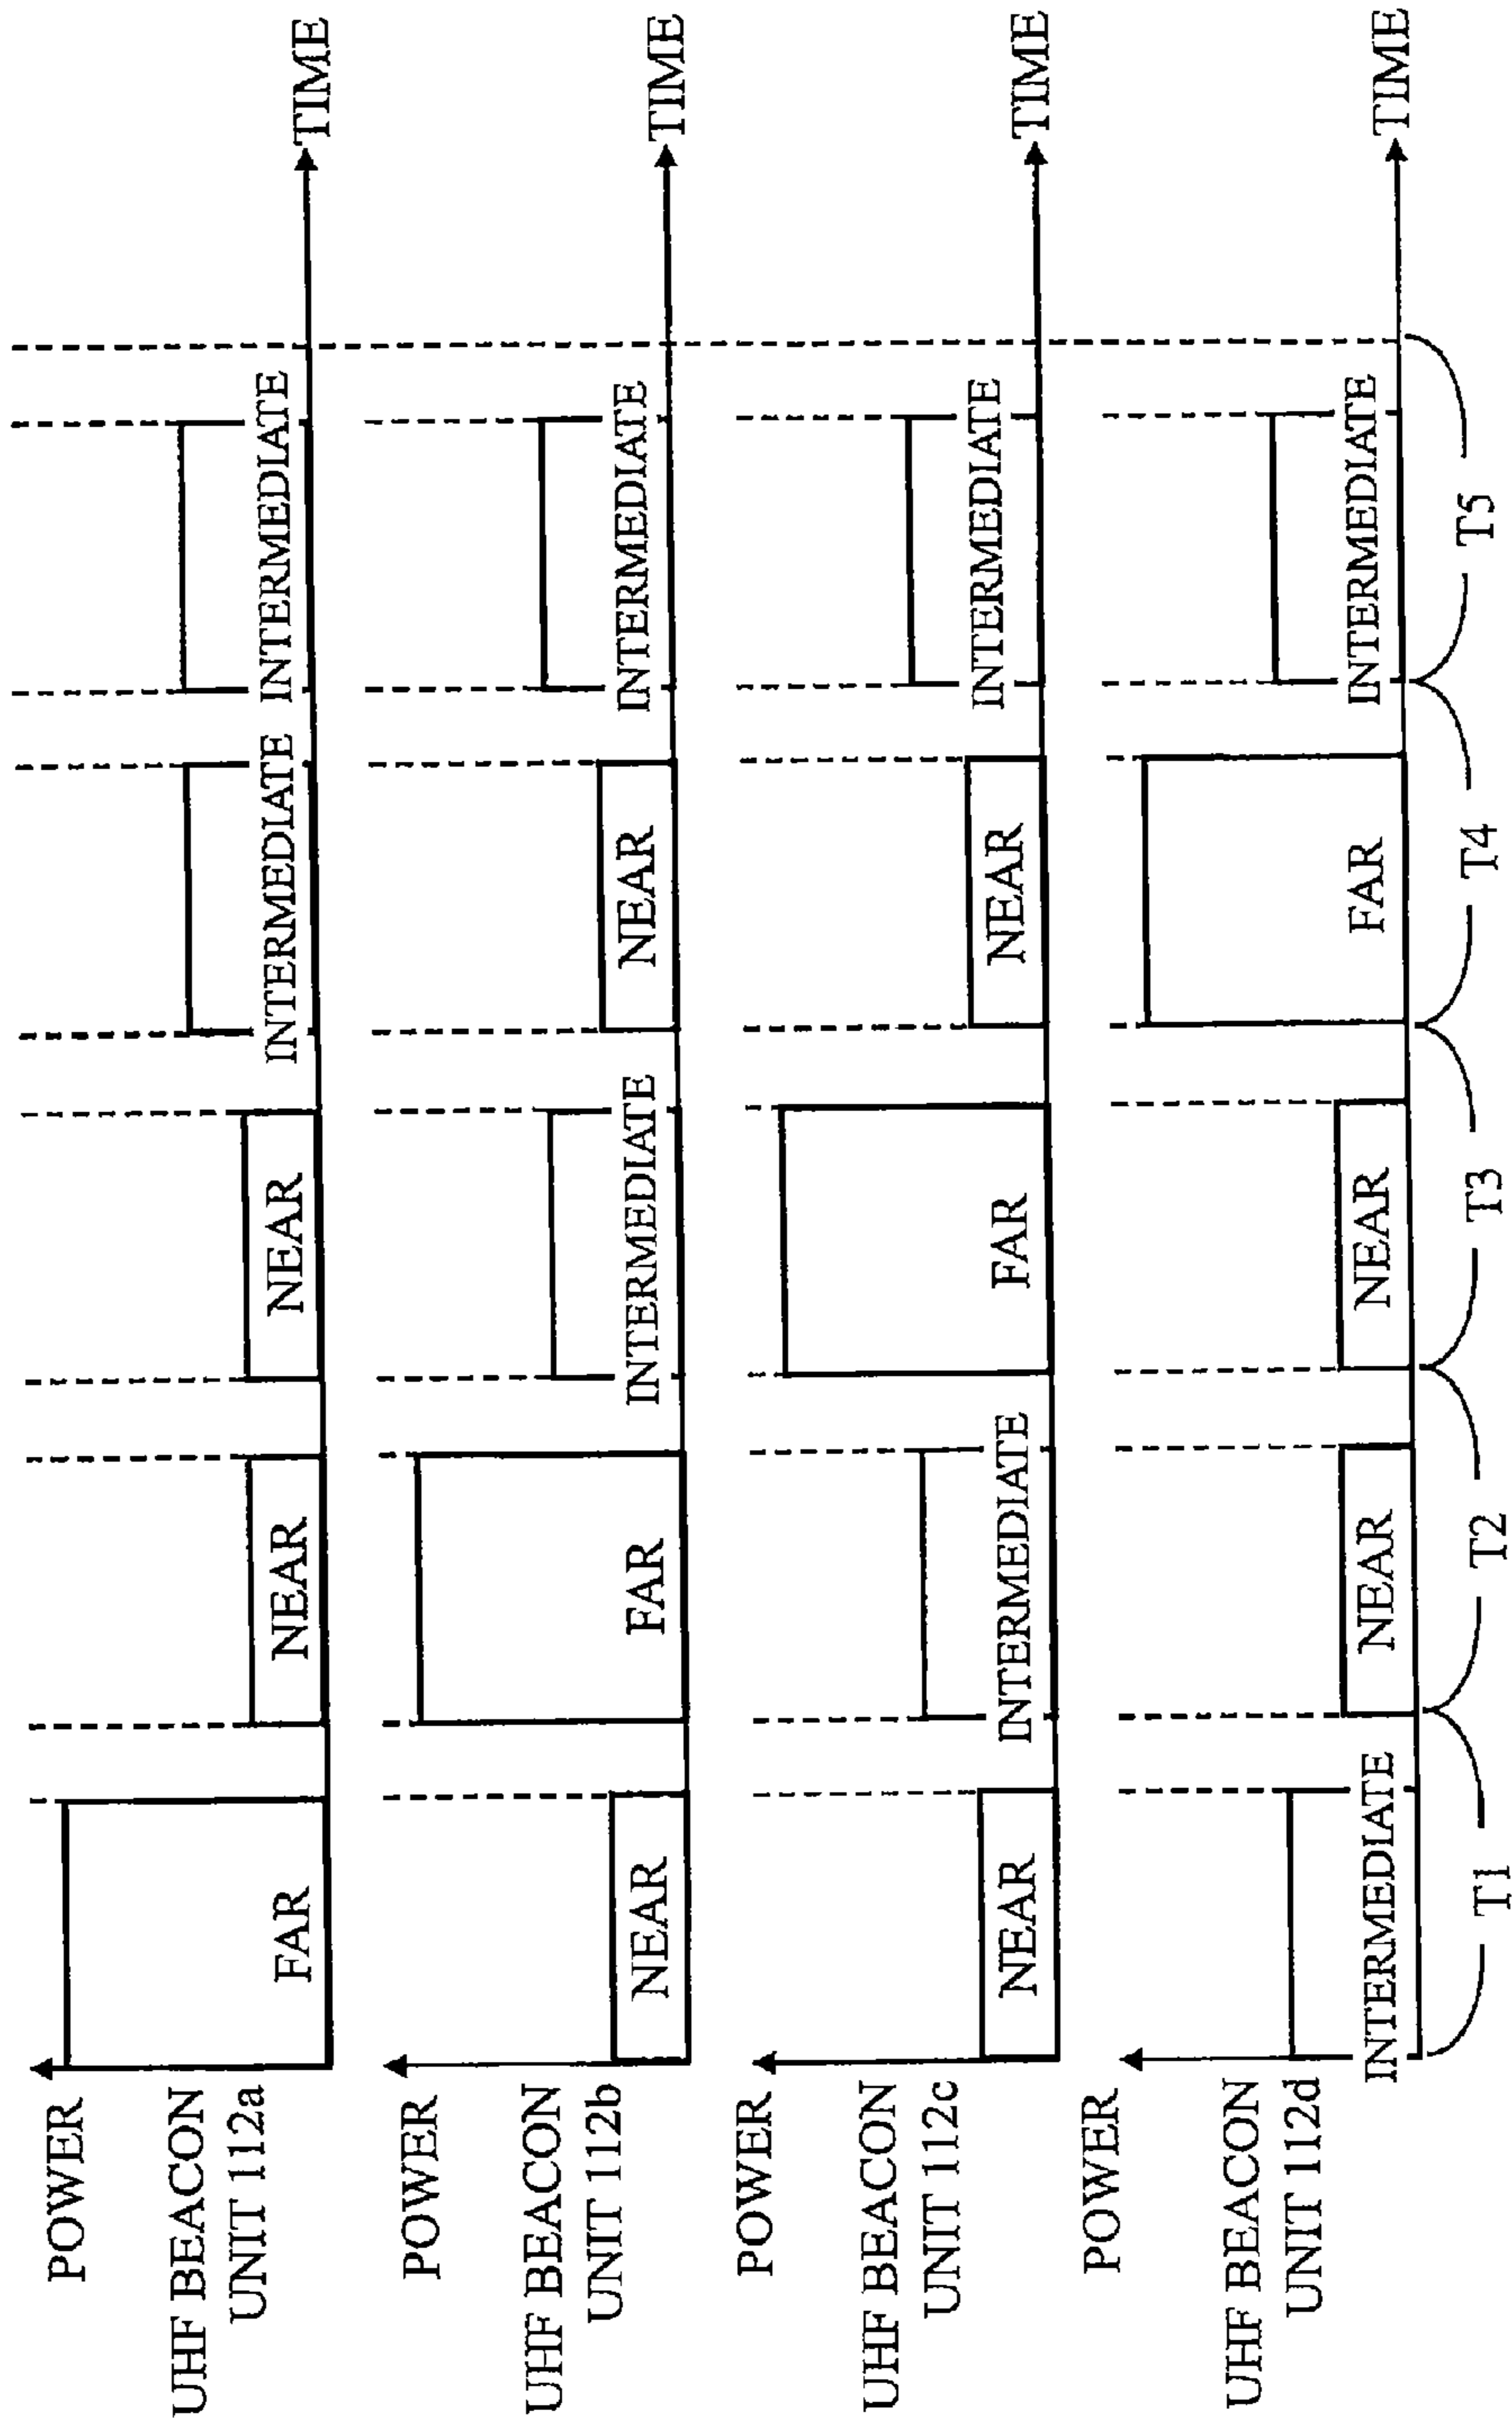 POWER
UHF BEACON
UNIT 112a
FAR
NEAR
NEAR
INTERMEDIATE
INTERMEDIATE
TIME
POWER
UHF BEACON
UNIT 112b
NEAR
FAR
INTERMEDIATE
NEAR
INTERMEDIATE
TIME
POWER
UHF BEACON
UNIT 112c
NEAR
INTERMEDIATE
FAR
NEAR
INTERMEDIATE
TIME
POWER
UHF BEACON
UNIT 112d
INTERMEDIATE
NEAR
NEAR
FAR
INTERMEDIATE
TIME
T1
T2
T3
T4
T5